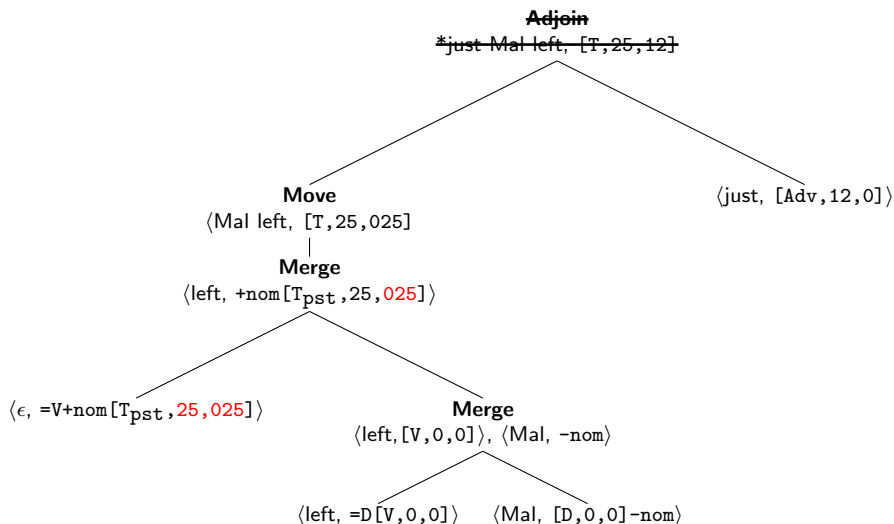 Adjoin
*just Mal left, [T,25,12]
Move
⟨Mal left, [T,25,025]
⟨just, [Adv,12,0]⟩
Merge
⟨left, +nom[Tpst,25,025]⟩
⟨ϵ, =V+nom[Tpst,25,025]⟩
Merge
⟨left,[V,0,0]⟩, ⟨Mal, -nom⟩
⟨left, =D[V,0,0]⟩
⟨Mal, [D,0,0]-nom⟩